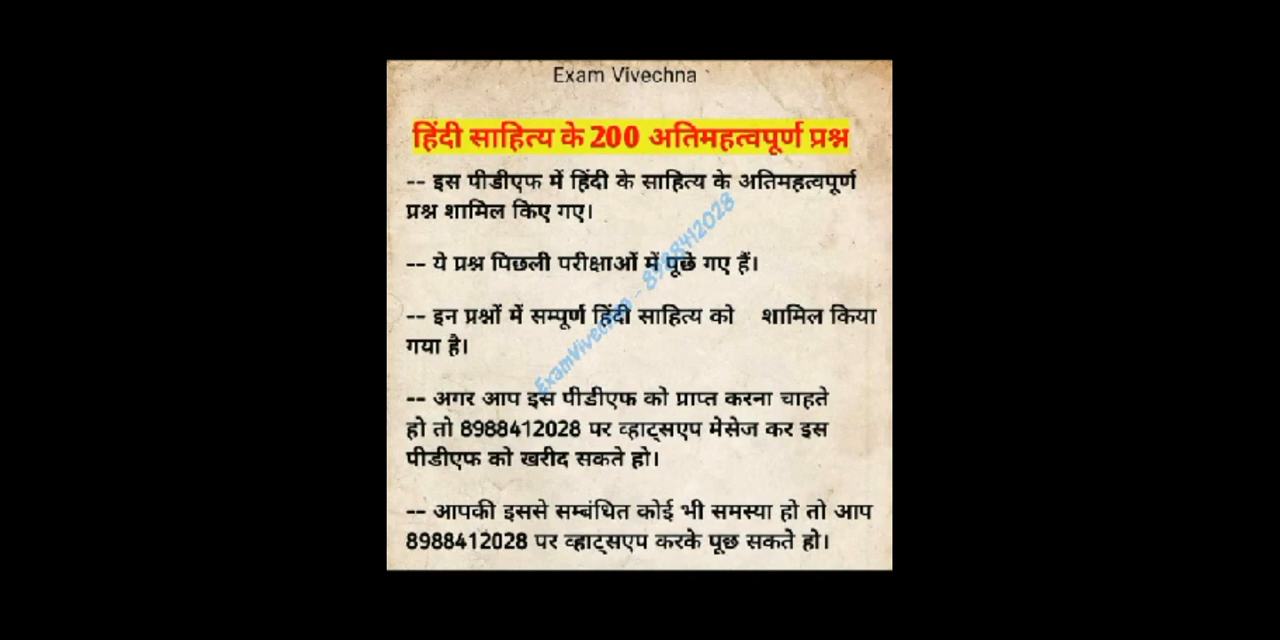 Exam Vivechna
हिंदी साहित्य के 200 अतिमहत्वपूर्ण प्रश्न
-- इस पीडीएफ में हिंदी के साहित्य के अतिमहत्वपूर्ण
प्रश्न शामिल किए गए।
-- ये प्रश्न पिछली परीक्षाओं में पूछे गए हैं।
-- इन प्रश्नों में सम्पूर्ण हिंदी साहित्य को शामिल किया
गया है।
-- अगर आप इस पीडीएफ को प्राप्त करना चाहते
हो तो 8988412028 पर व्हाट्सएप मेसेज कर इस
पीडीएफ को खरीद सकते हो।
-- आपकी इससे सम्बंधित कोई भी समस्या हो तो आप
8988412028 पर व्हाट्सएप करके पूछ सकते हो।
ExamVivechna - 8988412028